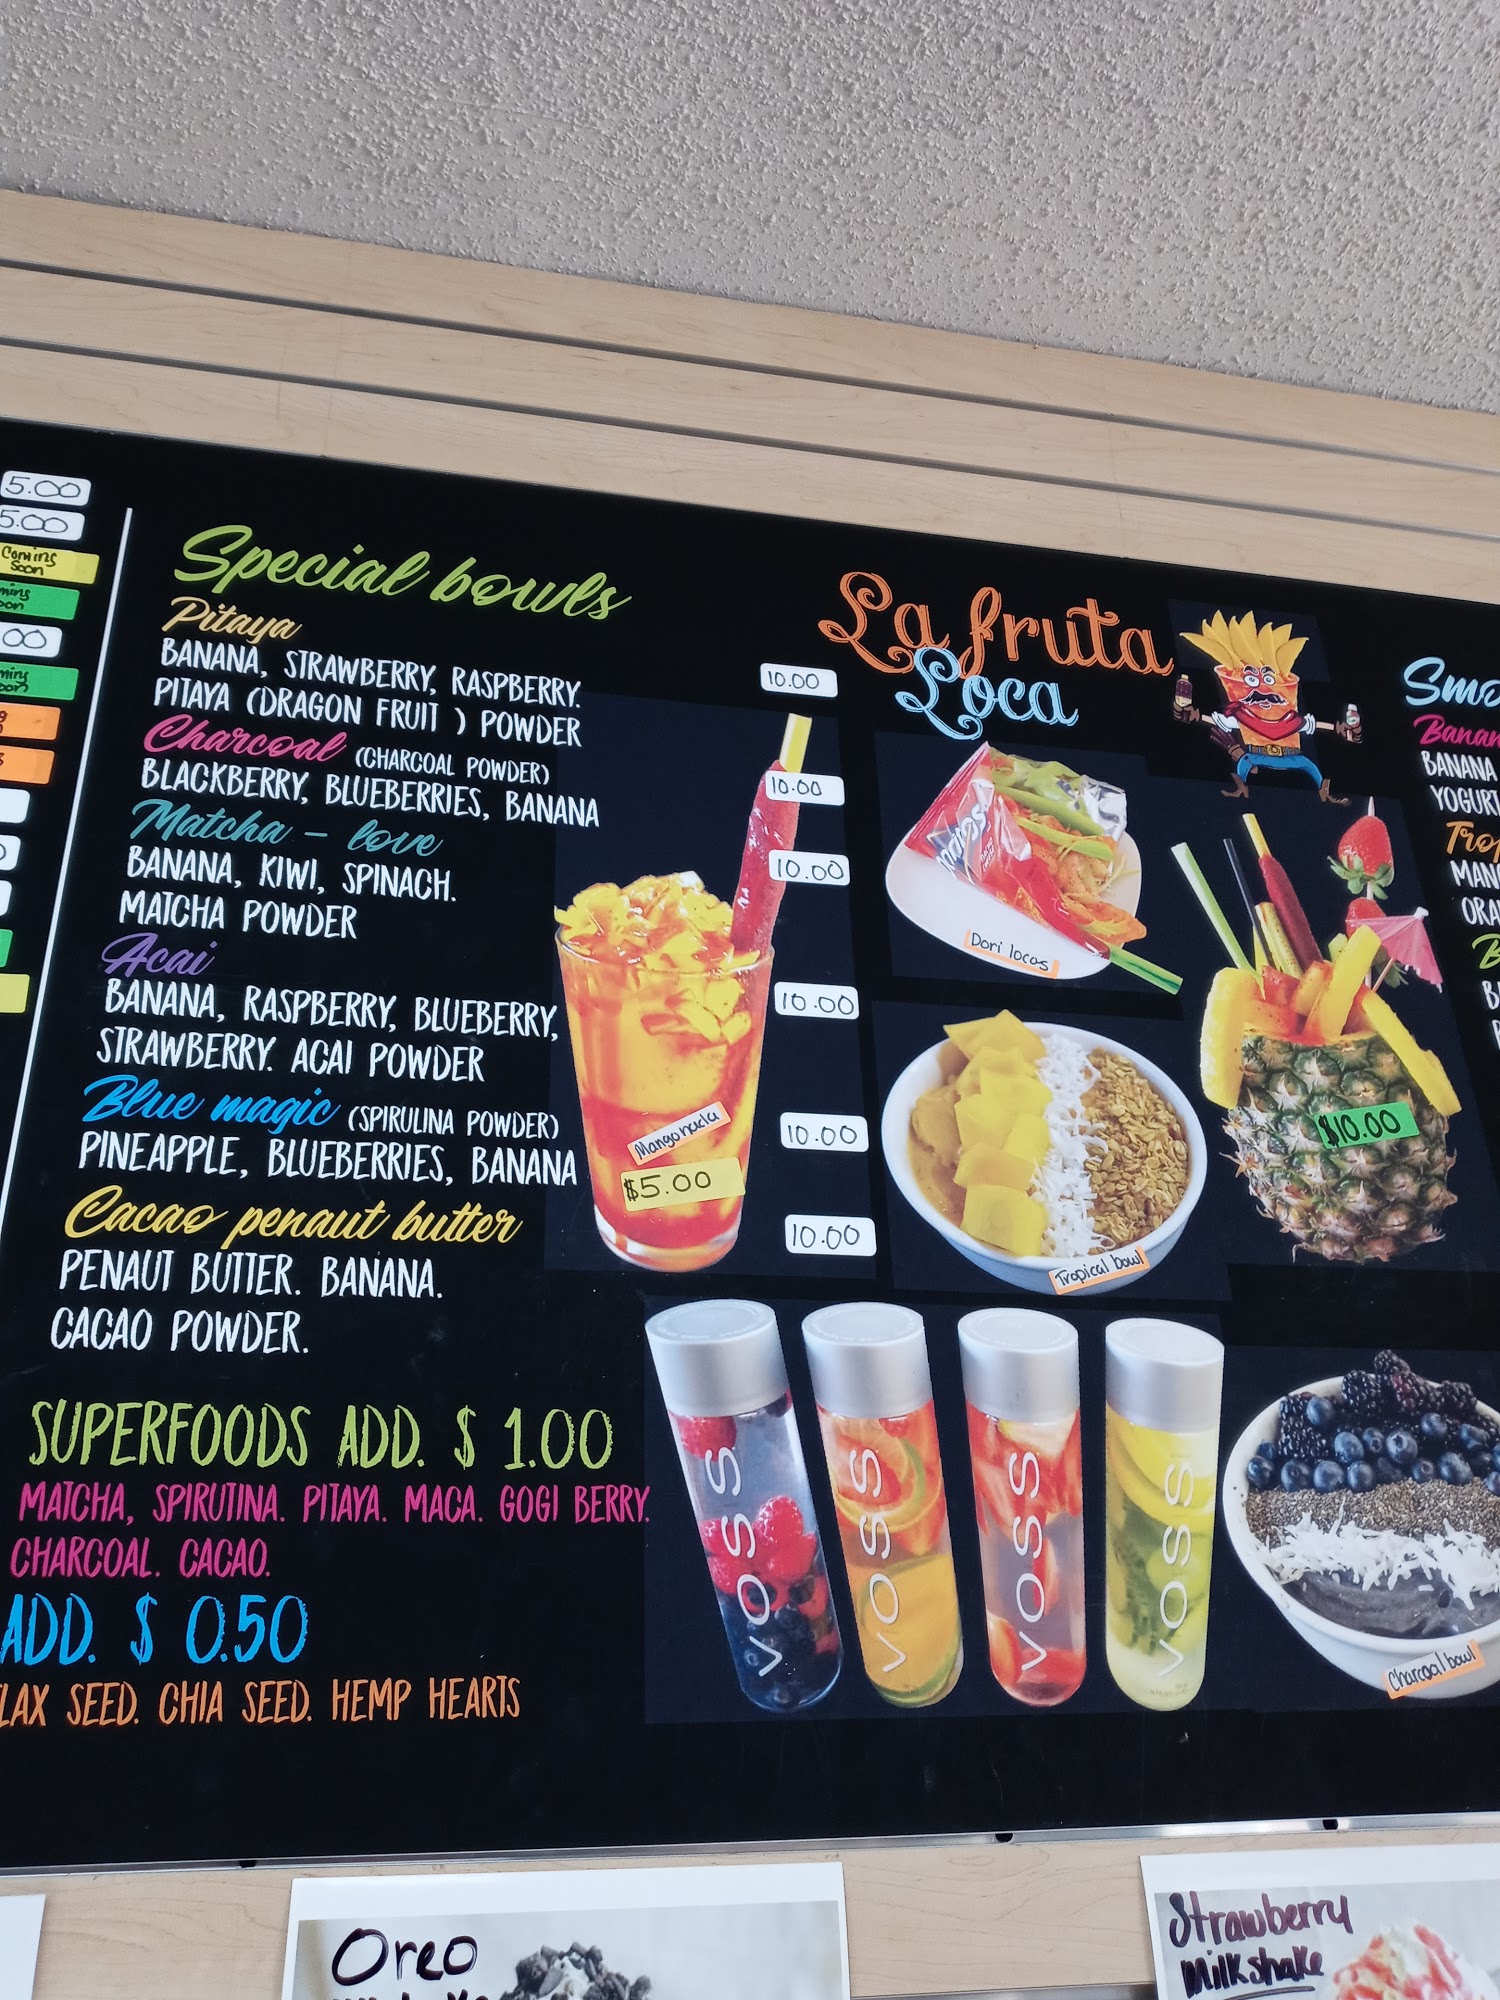 5.00
5.00
Coming
Soon
Special bowls
Pitaya
BANANA, STRAWBERRY, RASPBERRY.
PITAYA (DRAGON FRUIT ) POWDER
10.00
Charcoal (CHARCOAL POWDER)
BLACKBERRY, BLUEBERRIES, BANANA
10.00
Matcha - love
BANANA, KIWI, SPINACH.
MATCHA POWDER
10.00
Acai
BANANA, RASPBERRY, BLUEBERRY,
STRAWBERRY. ACAI POWDER
10.00
Blue magic (SPIRULINA POWDER)
PINEAPPLE, BLUEBERRIES, BANANA
10.00
Cacao penaut butter
PENAUT BUTTER. BANANA.
CACAO POWDER.
10.00
SUPERFOODS ADD. $ 1.00
MATCHA, SPIRUTINA. PITAYA. MACA. GOGI BERRY.
CHARCOAL. CACAO.
ADD. $ 0.50
SEED. CHIA SEED. HEMP HEARTS
Mangonada
$5.00
La fruta
Loca
Dori locos
Tropical bowl
$10.00
VOSS
VOSS
VOSS
VOSS
Charcoal bowl
BANANA
Oreo
Strawberry
Milkshake